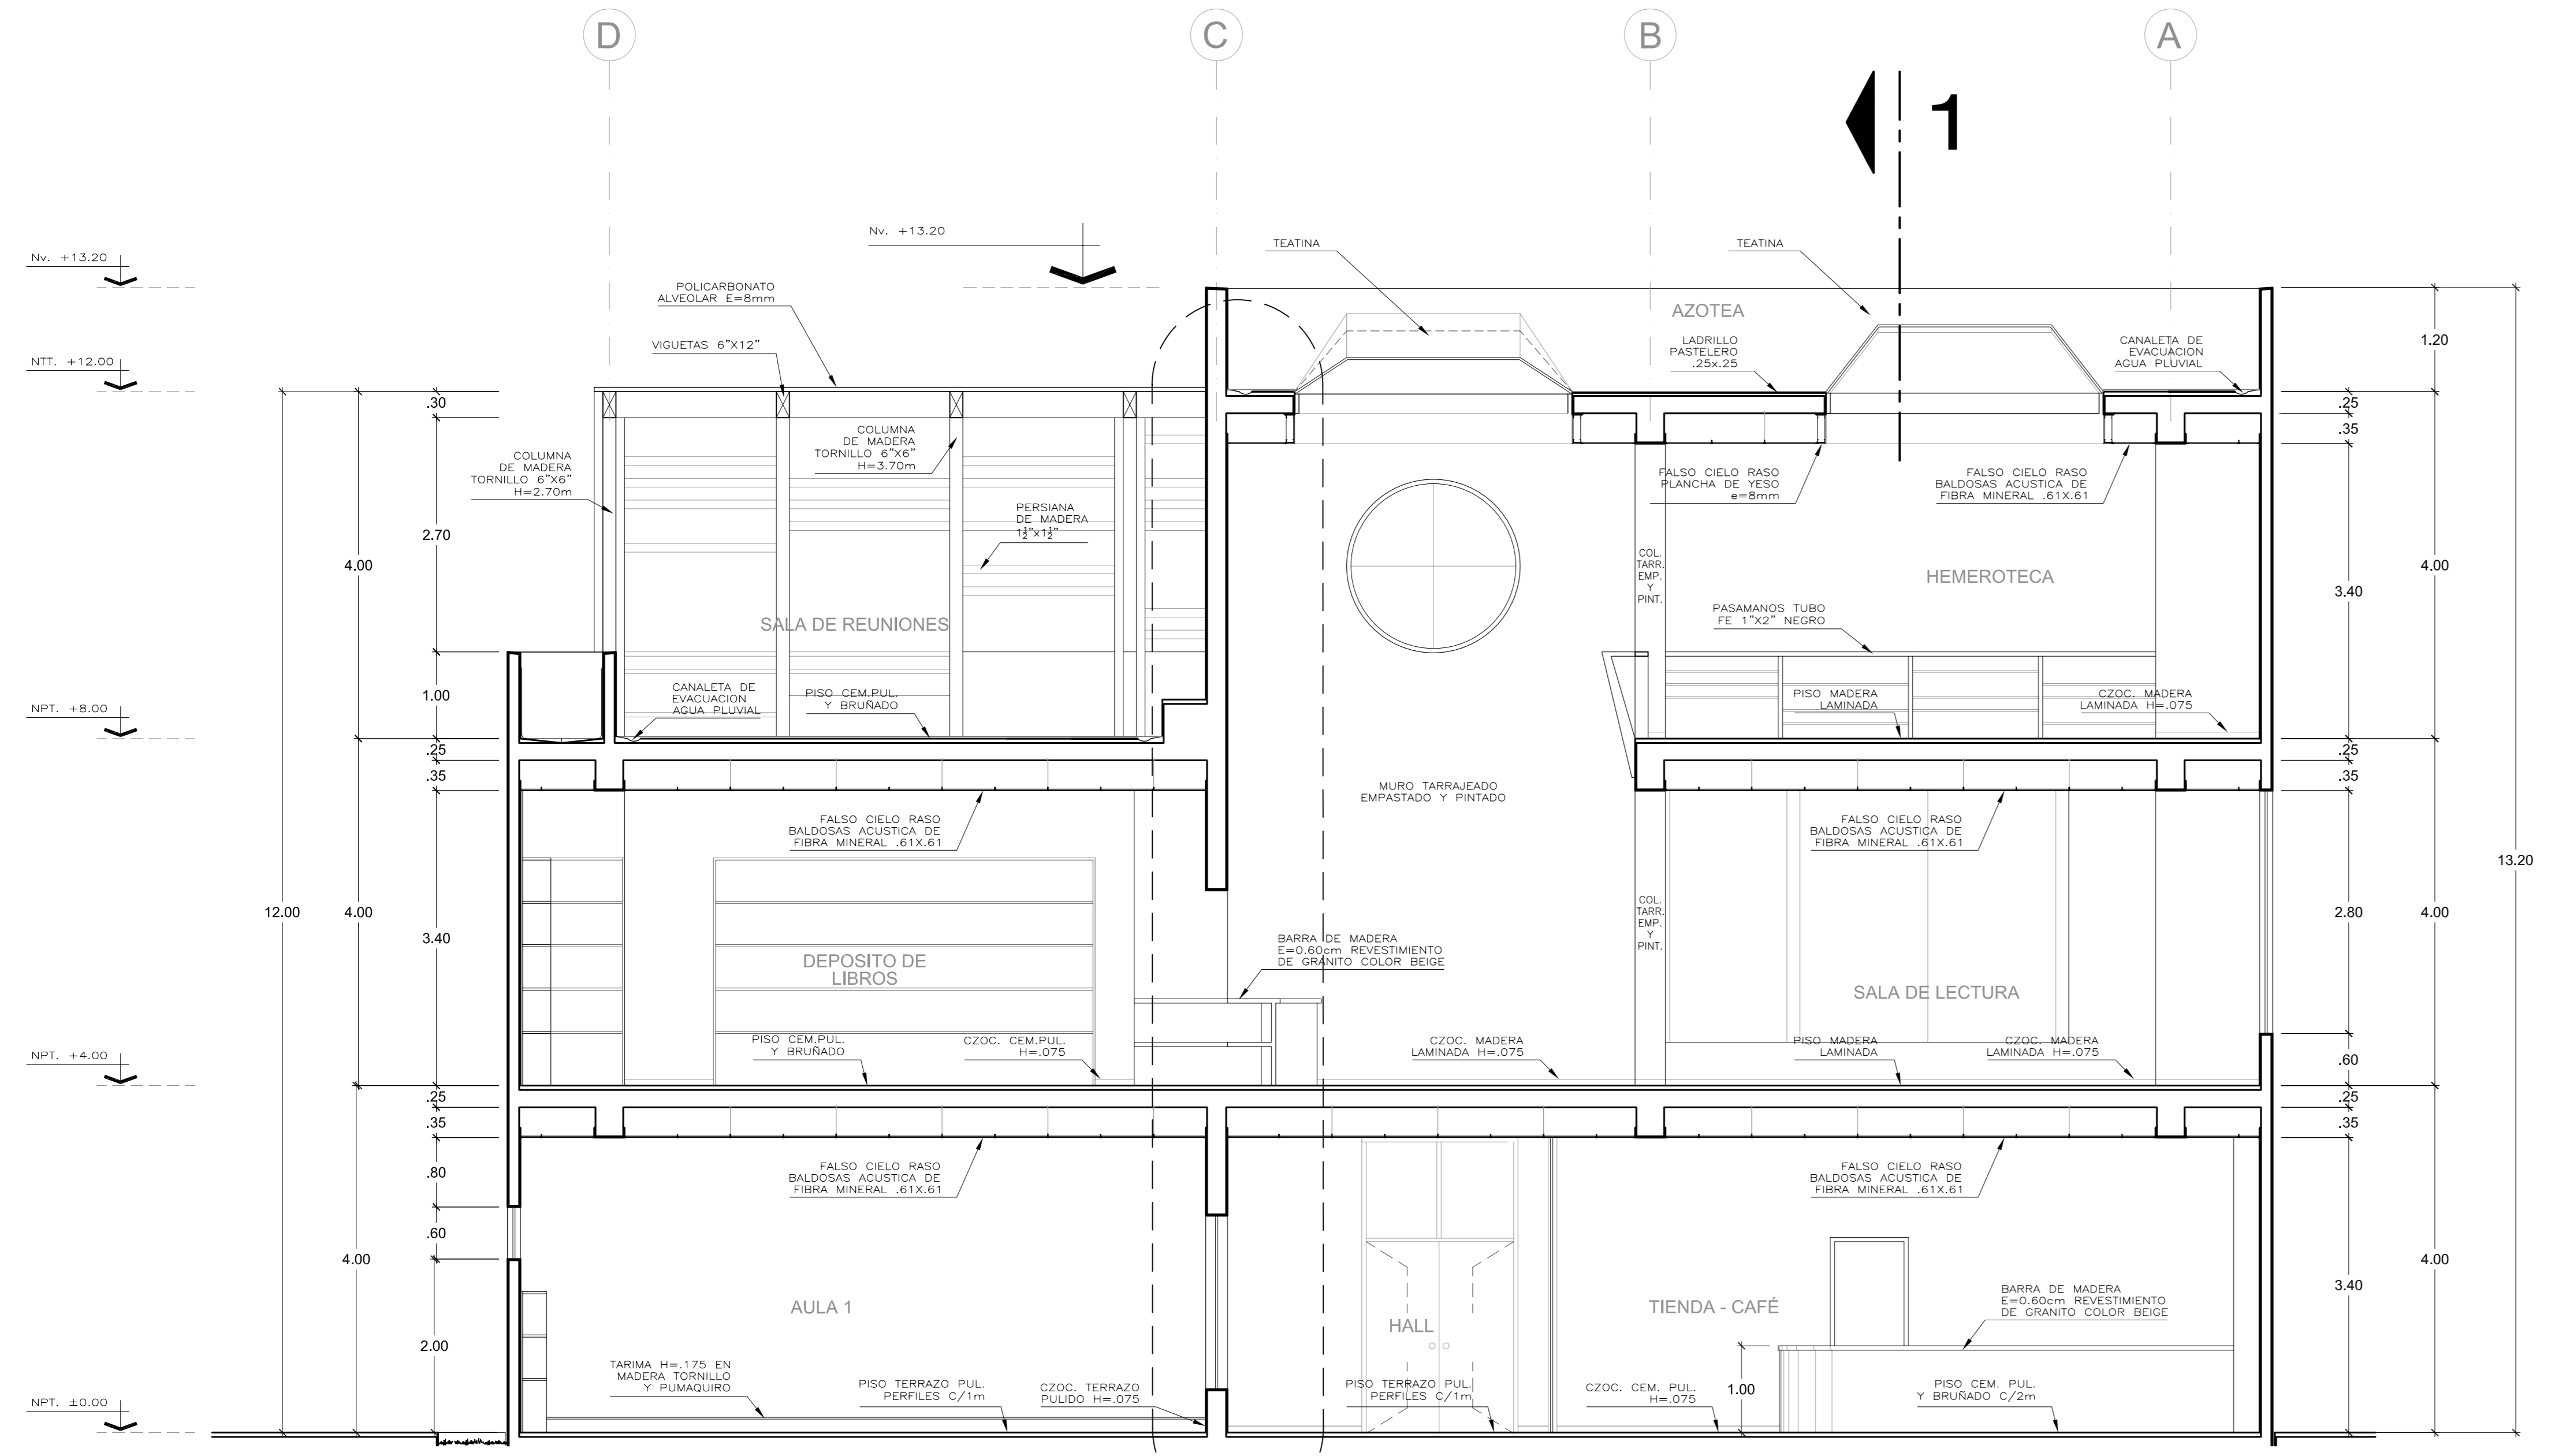 D
C
B
A
1
Nv. +13.20
Nv. +13.20
TEATINA
TEATINA
POLICARBONATO
ALVEOLAR E=8mm
AZOTEA
VIGUETAS 6"X12"
LADRILLO
PASTELERO
.25x.25
CANALETA DE
EVACUACION
AGUA PLUVIAL
1.20
NTT. +12.00
.30
.25
.35
COLUMNA
DE MADERA
TORNILLO 6"X6"
H=2.70m
COLUMNA
DE MADERA
TORNILLO 6"X6"
H=3.70m
FALSO CIELO RASO
PLANCHA DE YESO
e=8mm
FALSO CIELO RASO
BALDOSAS ACUSTICA DE
FIBRA MINERAL .61X.61
2.70
PERSIANA
DE MADERA
1½"x1½"
4.00
COL.
TARR.
EMP.
Y
PINT.
HEMEROTECA
4.00
3.40
SALA DE REUNIONES
PASAMANOS TUBO
FE 1"X2" NEGRO
1.00
CANALETA DE
EVACUACION
AGUA PLUVIAL
PISO CEM.PUL.
Y BRUÑADO
PISO MADERA
LAMINADA
CZOC. MADERA
LAMINADA H=.075
NPT. +8.00
.25
.35
.25
.35
MURO TARRAJEADO
EMPASTADO Y PINTADO
FALSO CIELO RASO
BALDOSAS ACUSTICA DE
FIBRA MINERAL .61X.61
FALSO CIELO RASO
BALDOSAS ACUSTICA DE
FIBRA MINERAL .61X.61
13.20
12.00
4.00
3.40
COL.
TARR.
EMP.
Y
PINT.
2.80
4.00
BARRA DE MADERA
E=0.60cm REVESTIMIENTO
DE GRANITO COLOR BEIGE
DEPOSITO DE
LIBROS
SALA DE LECTURA
PISO CEM.PUL.
Y BRUÑADO
CZOC. CEM.PUL.
H=.075
CZOC. MADERA
LAMINADA H=.075
PISO MADERA
LAMINADA
CZOC. MADERA
LAMINADA H=.075
.60
NPT. +4.00
.25
.35
.25
.35
.80
FALSO CIELO RASO
BALDOSAS ACUSTICA DE
FIBRA MINERAL .61X.61
FALSO CIELO RASO
BALDOSAS ACUSTICA DE
FIBRA MINERAL .61X.61
.60
4.00
4.00
3.40
BARRA DE MADERA
E=0.60cm REVESTIMIENTO
DE GRANITO COLOR BEIGE
AULA 1
HALL
TIENDA - CAFÉ
2.00
TARIMA H=.175 EN
MADERA TORNILLO
Y PUMAQUIRO
PISO TERRAZO PUL.
PERFILES C/1m
CZOC. TERRAZO
PULIDO H=.075
PISO TERRAZO PUL.
PERFILES C/1m
CZOC. CEM. PUL.
H=.075
1.00
PISO CEM. PUL.
Y BRUÑADO C/2m
NPT. ±0.00